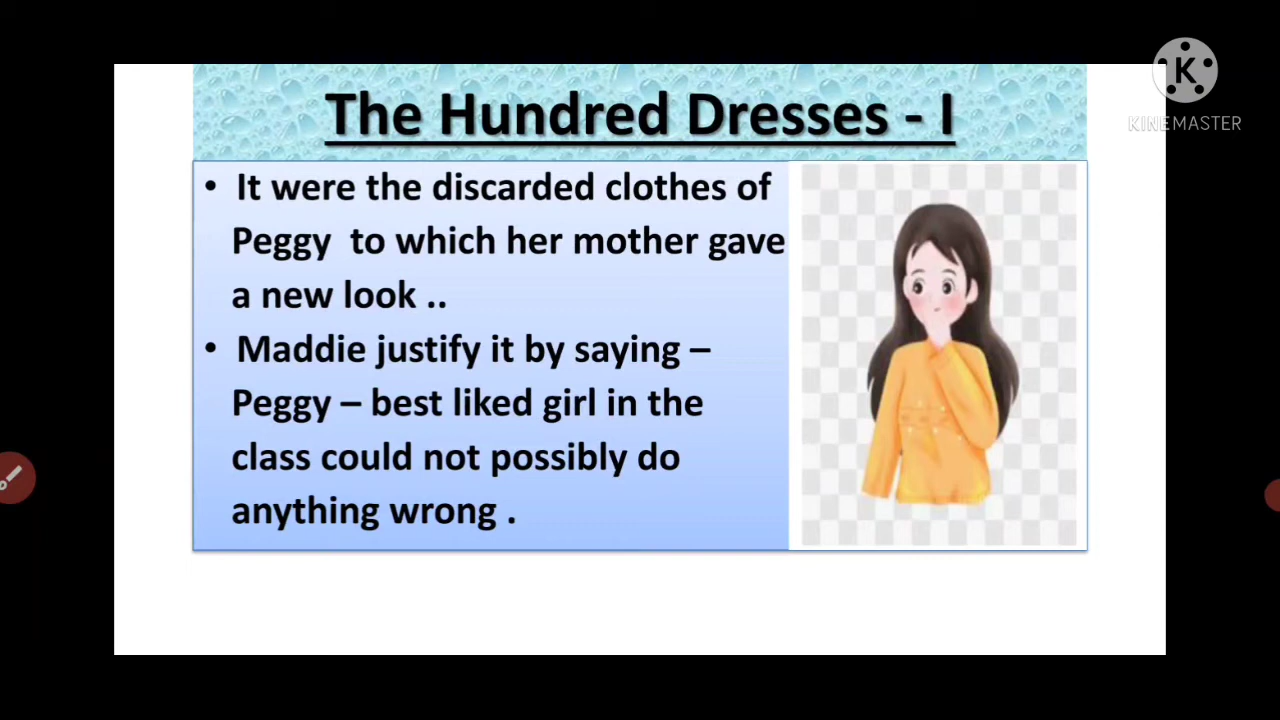 The Hundred Dresses - I
• It were the discarded clothes of
Peggy to which her mother gave
a new look ..
• Maddie justify it by saying –
Peggy – best liked girl in the
class could not possibly do
anything wrong .
K
KINEMASTER